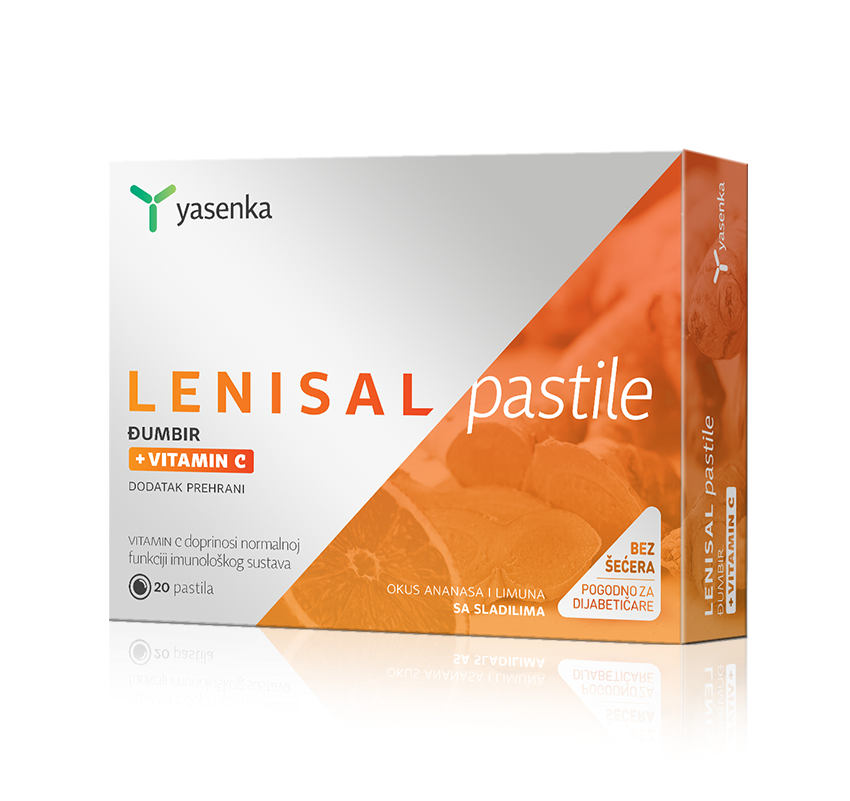 yasenka
LENISAL pastile
ĐUMBIR
+ VITAMIN C
DODATAK PREHRANI
VITAMIN C doprinosi normalnoj
funkciji imunološkog sustava
20 pastila
OKUS ANANASA I LIMUNA
SA SLADILIMA
BEZ
ŠEĆERA
POGODNO ZA
DIJABETIČARE
yasenka
LENISAL pastile
ĐUMBIR
+ VITAMIN C